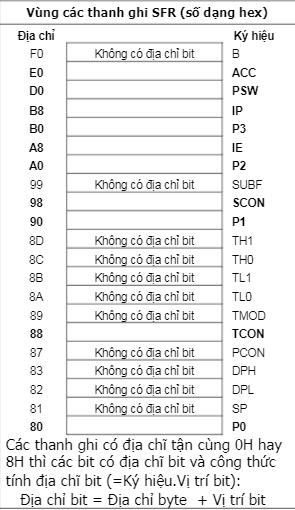 Vùng các thanh ghi SFR (số dạng hex)
Địa chỉ Ký hiệu
F0 Không có địa chỉ bit B
E0 ACC
D0 PSW
B8 IP
B0 P3
A8 IE
A0 P2
99 Không có địa chỉ bit SUBF
98 SCON
90 P1
8D Không có địa chỉ bit TH1
8C Không có địa chỉ bit TH0
8B Không có địa chỉ bit TL1
8A Không có địa chỉ bit TL0
89 Không có địa chỉ bit TMOD
88 TCON
87 Không có địa chỉ bit PCON
83 Không có địa chỉ bit DPH
82 Không có địa chỉ bit DPL
81 Không có địa chỉ bit SP
80 P0
Các thanh ghi có địa chĩ tận cùng 0H hay
8H thì các bit có địa chĩ bit và công thức
tính địa chĩ bit (=Ký hiệu.Vị trí bit):
Địa chỉ bit = Địa chỉ byte + Vị trí bit